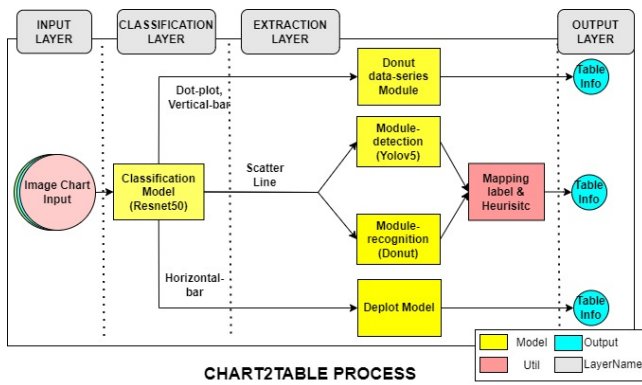 INPUT
LAYER
CLASSIFICATION
LAYER
EXTRACTION
LAYER
OUTPUT
LAYER
Dot-plot,
Vertical-bar
Donut
data-series
Module
Table
Info
Image Chart
Input
Classification
Model
(Resnet50)
Scatter
Line
Module-
detection
(Yolov5)
Module-
recognition
(Donut)
Mapping
label &
Heurisitc
Table
Info
Horizontal-
bar
Deplot Model
Table
Info
Model
Output
Util
LayerName
CHART2TABLE PROCESS